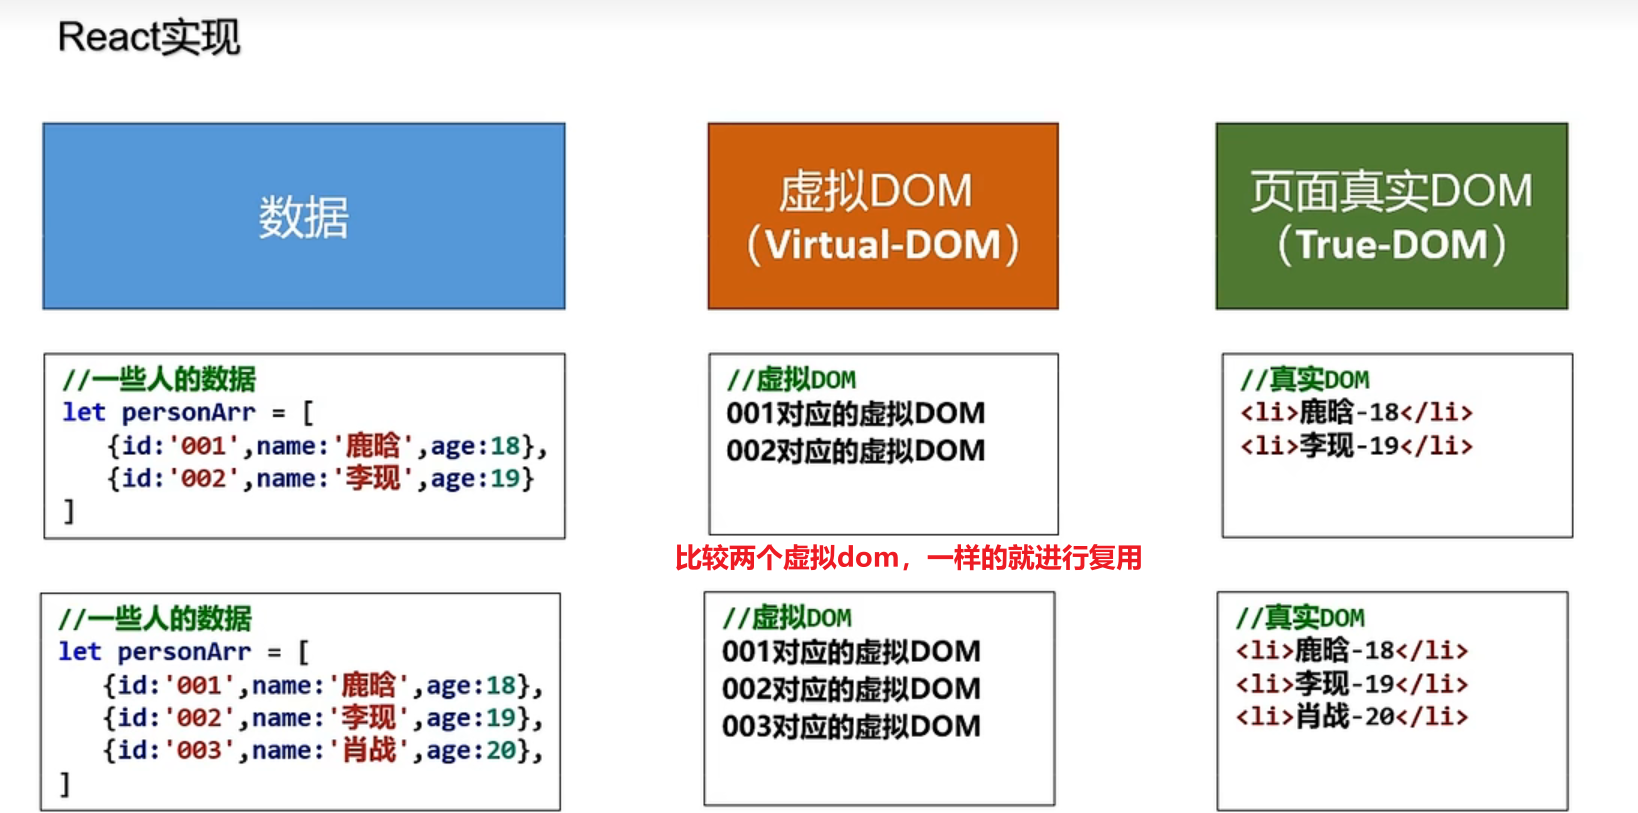 React实现
数据
虚拟DOM
（Virtual-DOM）
页面真实DOM
（True-DOM）
//一些人的数据
let personArr = [
{id:'001',name:'鹿晗',age:18},
{id:'002',name:'李现',age:19}
]
//虚拟DOM
001对应的虚拟DOM
002对应的虚拟DOM
//真实DOM
<li>鹿晗-18</li>
<li>李现-19</li>
比较两个虚拟dom，一样的就进行复用
//一些人的数据
let personArr = [
{id:'001',name:'鹿晗',age:18},
{id:'002',name:'李现',age:19},
{id:'003',name:'肖战',age:20},
]
//虚拟DOM
001对应的虚拟DOM
002对应的虚拟DOM
003对应的虚拟DOM
//真实DOM
<li>鹿晗-18</li>
<li>李现-19</li>
<li>肖战-20</li>